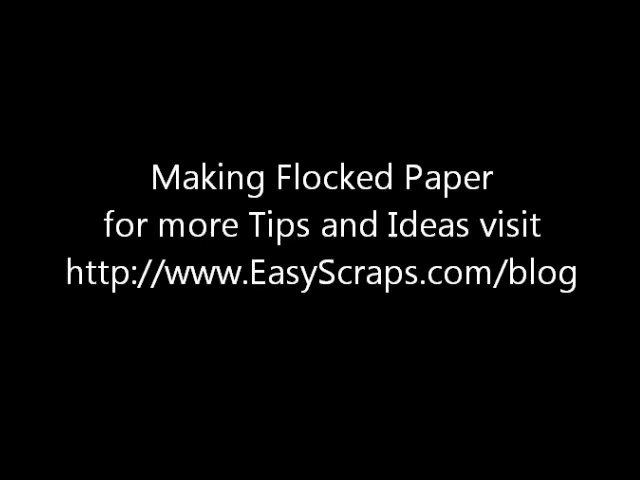 Making Flocked Paper
for more Tips and Ideas visit
http://www.EasyScraps.com/blog